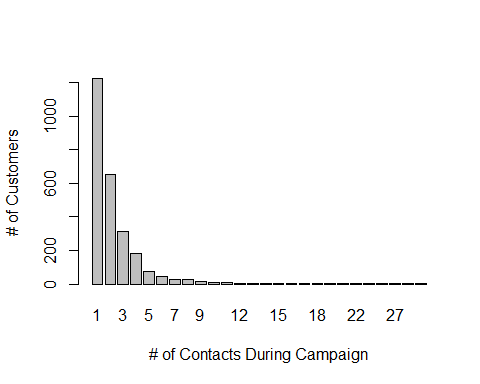 # of Customers
1000
600
200
0
1 3 5 7 9 12 15 18 22 27
# of Contacts During Campaign